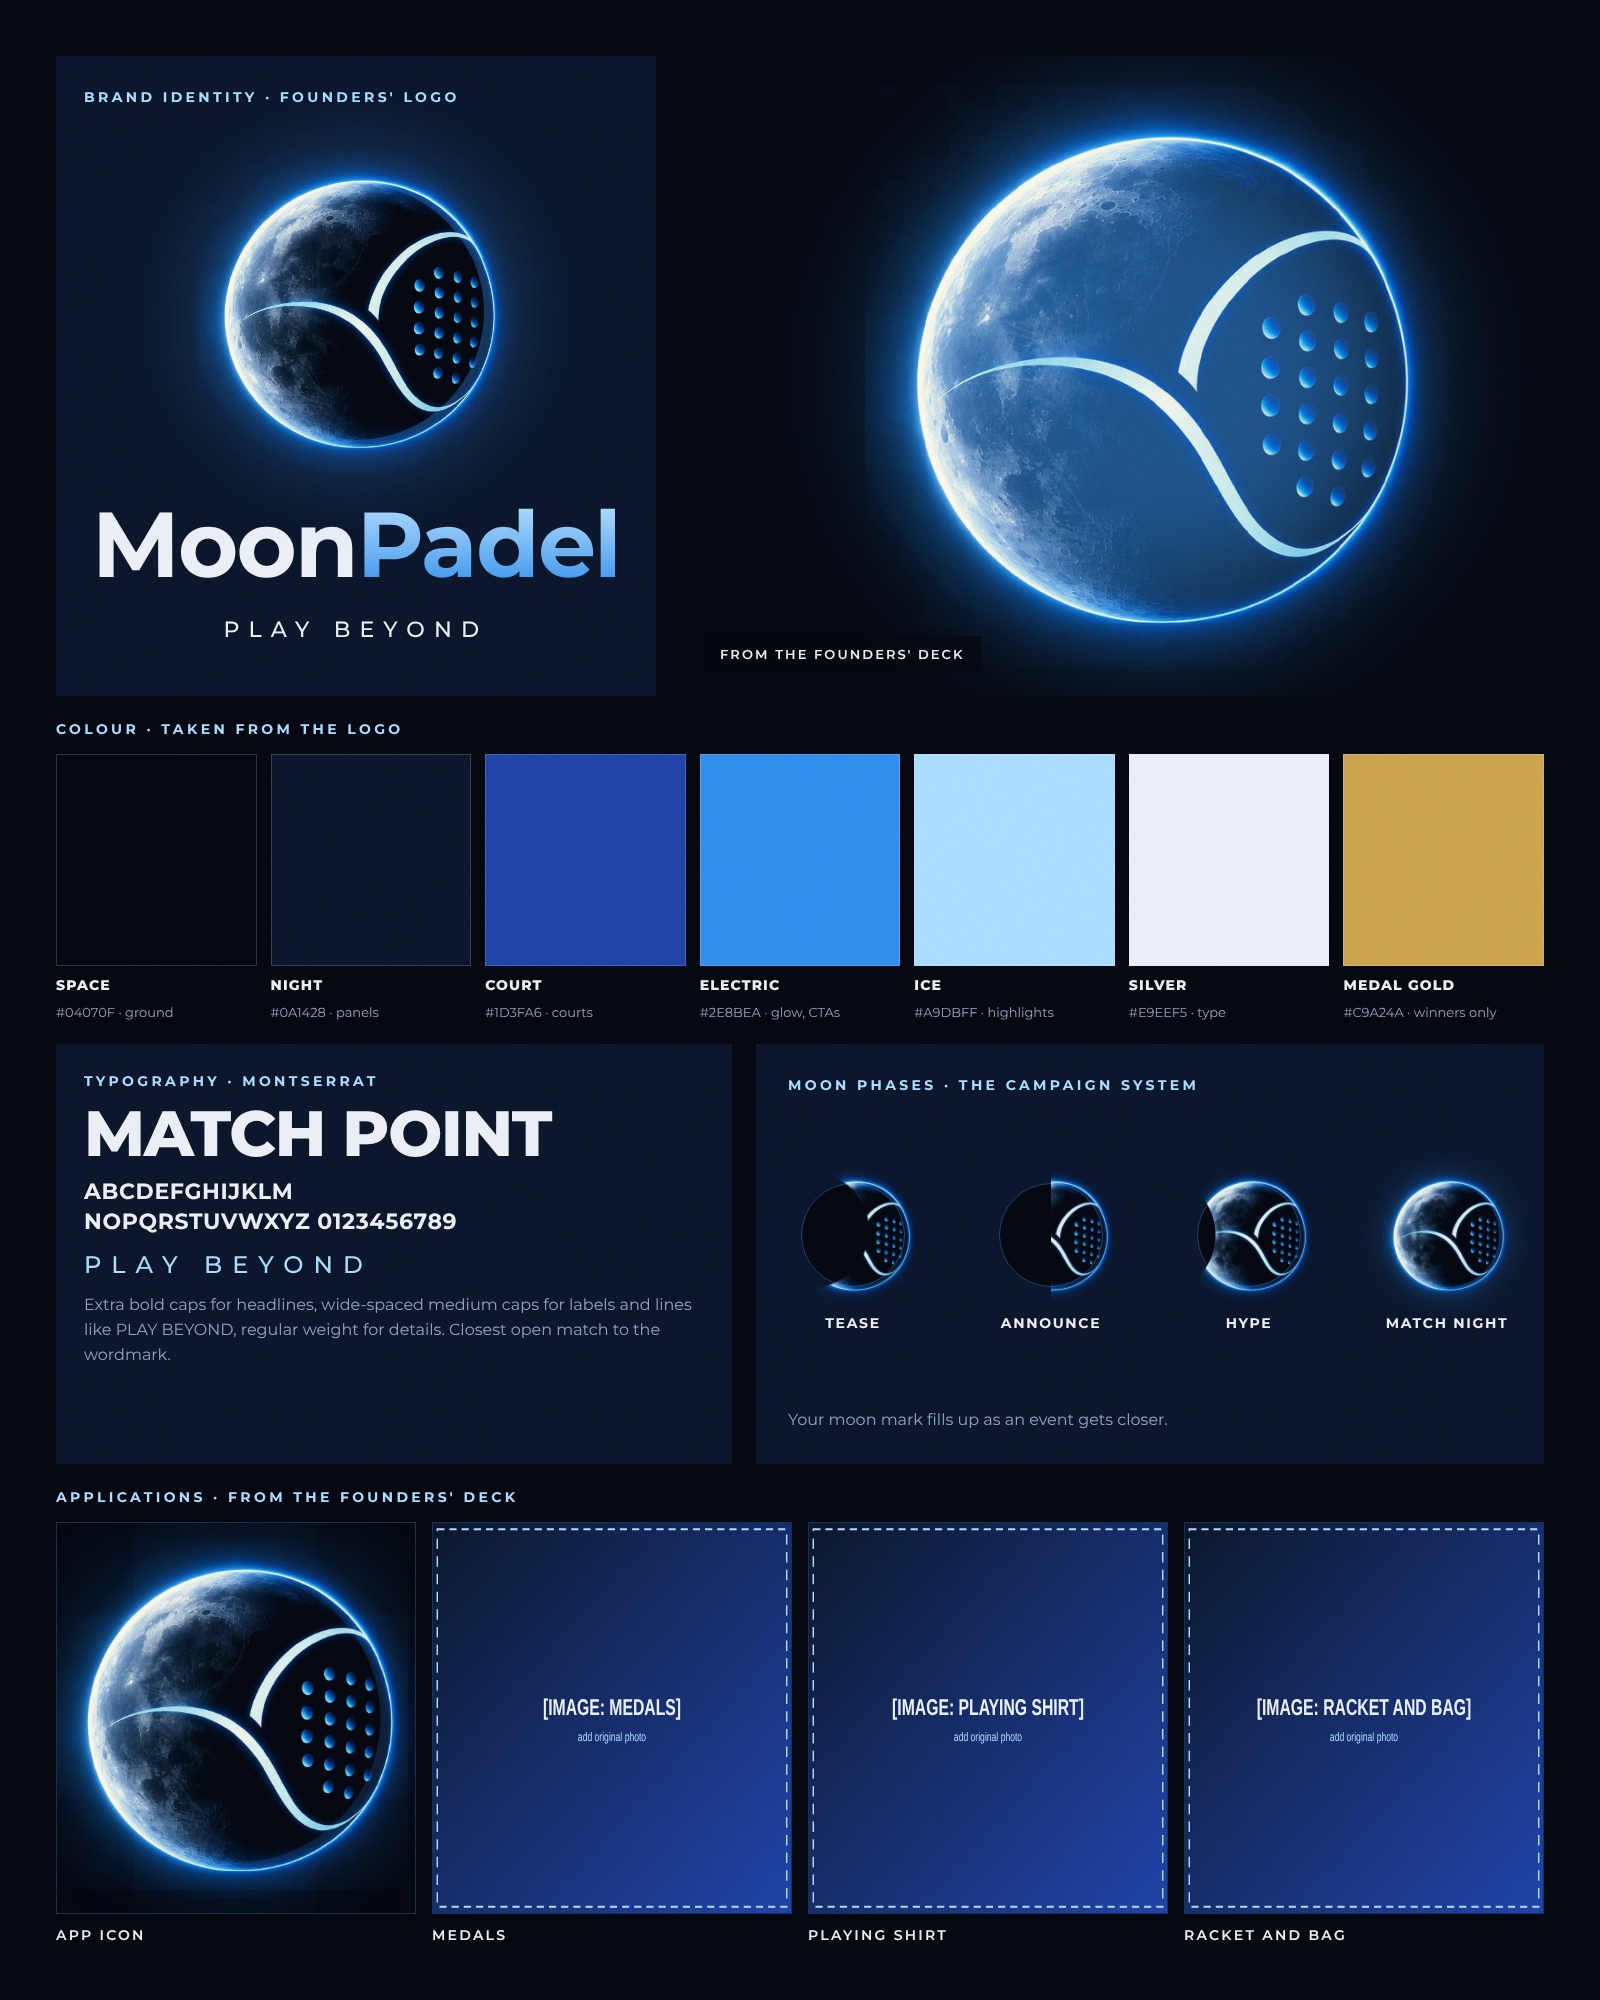 BRAND IDENTITY · FOUNDERS' LOGO
MoonPadel
PLAY BEYOND
FROM THE FOUNDERS' DECK
COLOUR · TAKEN FROM THE LOGO
SPACE
#04070F · ground
NIGHT
#0A1428 · panels
COURT
#1D3FA6 · courts
ELECTRIC
#2E8BEA · glow, CTAs
ICE
#A9DBFF · highlights
SILVER
#E9EEF5 · type
MEDAL GOLD
#C9A24A · winners only
TYPOGRAPHY · MONTSERRAT
MATCH POINT
ABCDEFGHIJKLM
NOPQRSTUVWXYZ 0123456789
PLAY BEYOND
Extra bold caps for headlines, wide-spaced medium caps for labels and lines
like PLAY BEYOND, regular weight for details. Closest open match to the
wordmark.
MOON PHASES · THE CAMPAIGN SYSTEM
TEASE
ANNOUNCE
HYPE
MATCH NIGHT
Your moon mark fills up as an event gets closer.
APPLICATIONS · FROM THE FOUNDERS' DECK
APP ICON
[IMAGE: MEDALS]
add original photo
MEDALS
[IMAGE: PLAYING SHIRT]
add original photo
PLAYING SHIRT
[IMAGE: RACKET AND BAG]
add original photo
RACKET AND BAG